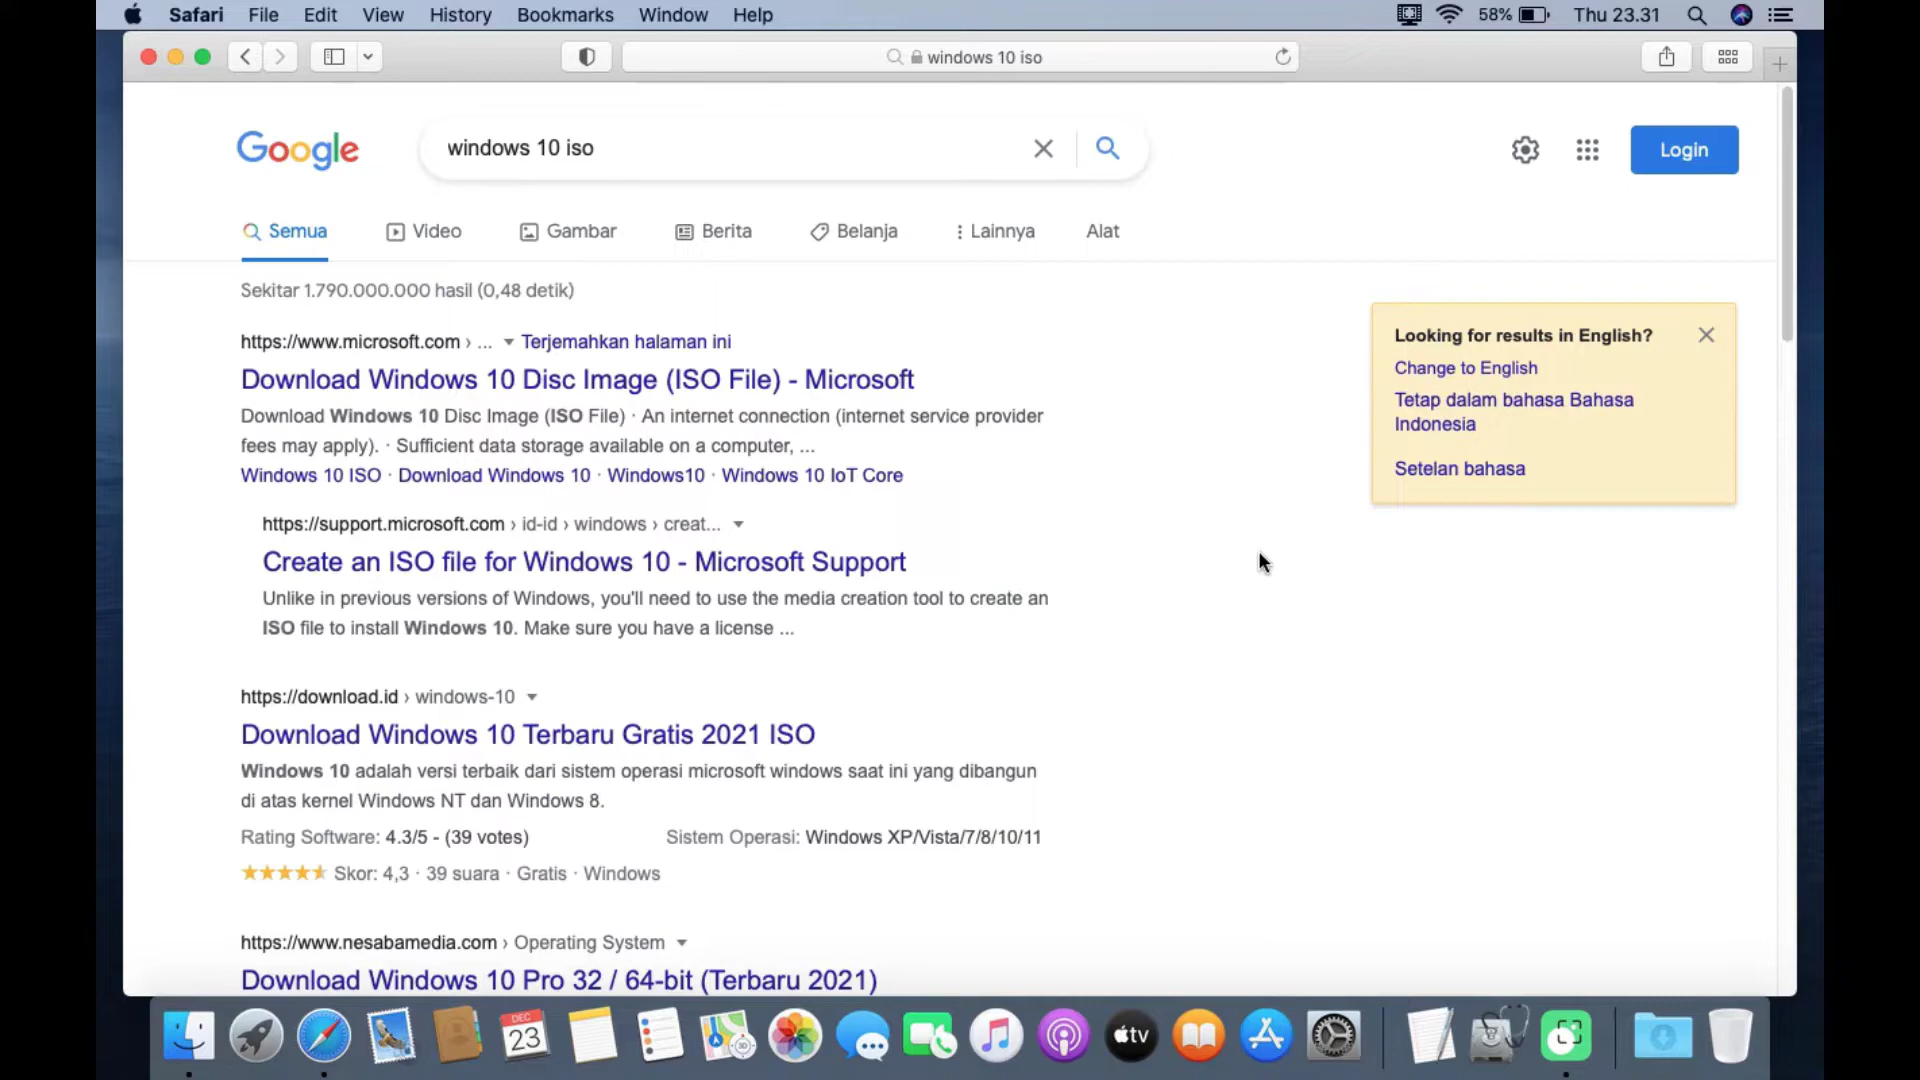 Safari File Edit View History Bookmarks Window Help 58% Thu 23.31
windows 10 iso
Google windows 10 iso Login
Semua Video Gambar Berita Belanja Lainnya Alat
Sekitar 1.790.000.000 hasil (0,48 detik)
https://www.microsoft.com › ... Terjemahkan halaman ini
Download Windows 10 Disc Image (ISO File) - Microsoft
Download Windows 10 Disc Image (ISO File) · An internet connection (internet service provider
fees may apply). · Sufficient data storage available on a computer, ...
Windows 10 ISO · Download Windows 10 · Windows10 · Windows 10 IoT Core
https://support.microsoft.com › id-id › windows › creat...
Create an ISO file for Windows 10 - Microsoft Support
Unlike in previous versions of Windows, you'll need to use the media creation tool to create an
ISO file to install Windows 10. Make sure you have a license ...
https://download.id › windows-10
Download Windows 10 Terbaru Gratis 2021 ISO
Windows 10 adalah versi terbaik dari sistem operasi microsoft windows saat ini yang dibangun
di atas kernel Windows NT dan Windows 8.
Rating Software: 4.3/5 - (39 votes) Sistem Operasi: Windows XP/Vista/7/8/10/11
Skor: 4,3 · 39 suara · Gratis · Windows
https://www.nesabamedia.com › Operating System
Download Windows 10 Pro 32 / 64-bit (Terbaru 2021)
Looking for results in English?
Change to English
Tetap dalam bahasa Bahasa
Indonesia
Setelan bahasa
DEC
23
3D
tv